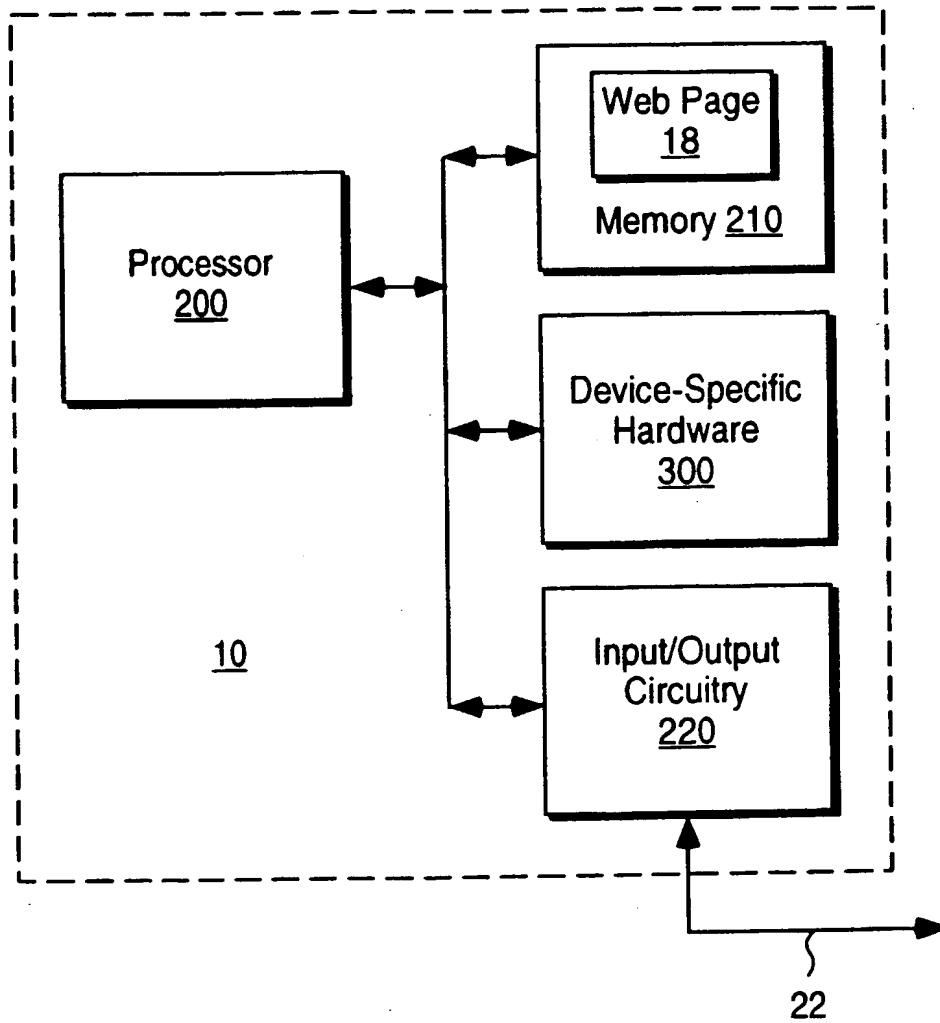 Web Page
18
Memory 210
Processor
200
Device-Specific
Hardware
300
Input/Output
Circuitry
220
10
22